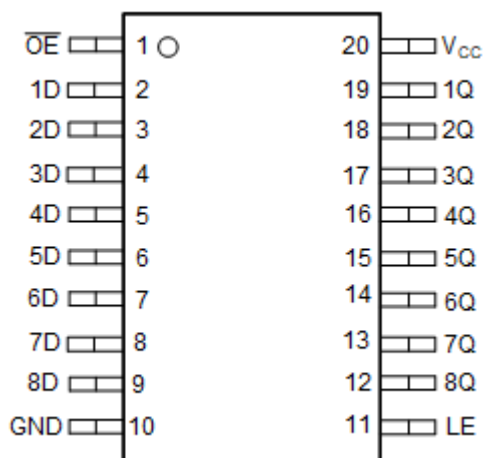 O̅E̅ 1 20 VCC
1D 2 19 1Q
2D 3 18 2Q
3D 4 17 3Q
4D 5 16 4Q
5D 6 15 5Q
6D 7 14 6Q
7D 8 13 7Q
8D 9 12 8Q
GND 10 11 LE